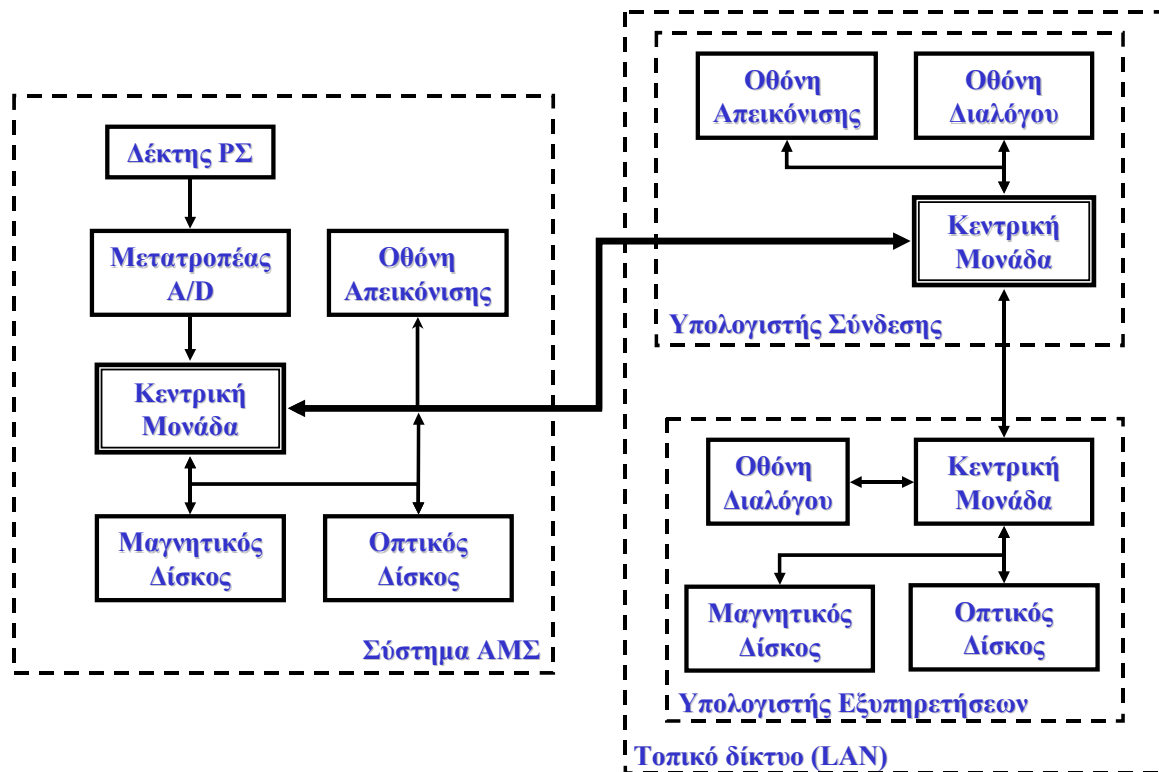 Δέκτης ΡΣ
Μετατροπέας
A/D
Οθόνη
Απεικόνισης
Κεντρική
Μονάδα
Μαγνητικός
Δίσκος
Οπτικός
Δίσκος
Σύστημα ΑΜΣ
Οθόνη
Απεικόνισης
Οθόνη
Διαλόγου
Κεντρική
Μονάδα
Υπολογιστής Σύνδεσης
Οθόνη
Διαλόγου
Κεντρική
Μονάδα
Μαγνητικός
Δίσκος
Οπτικός
Δίσκος
Υπολογιστής Εξυπηρετήσεων
Τοπικό δίκτυο (LAN)